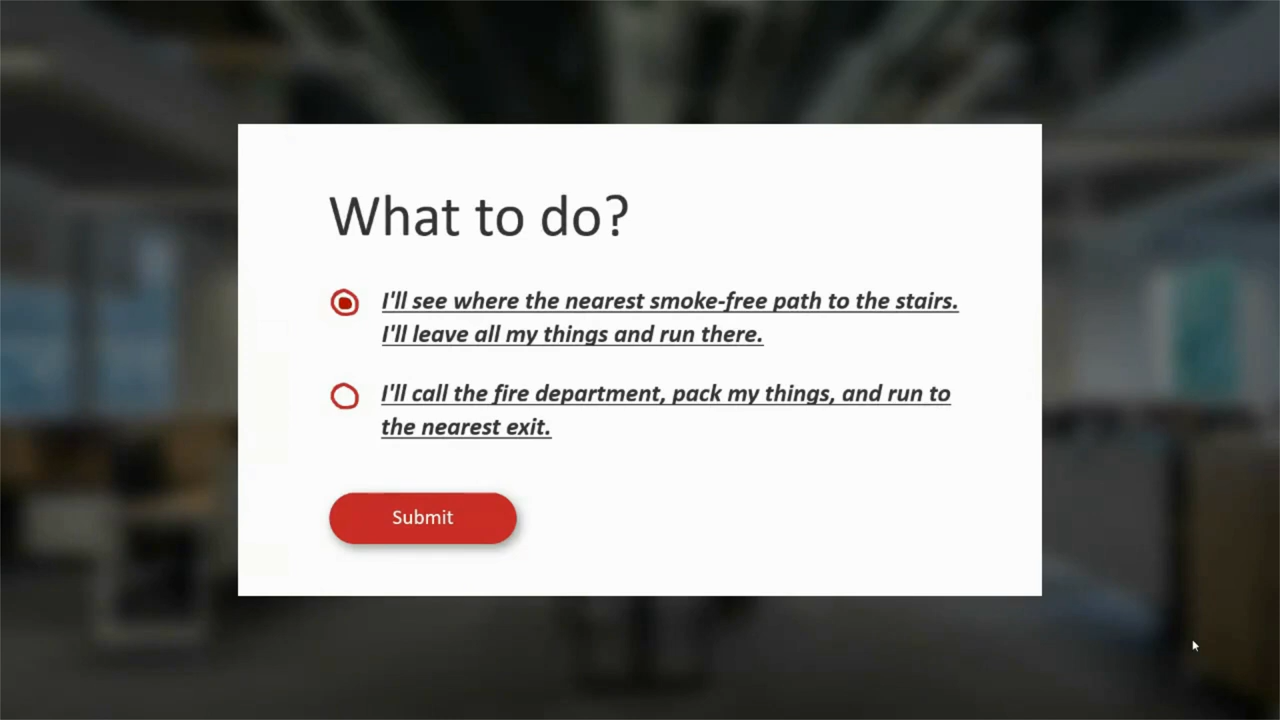 What to do?
I'll see where the nearest smoke-free path to the stairs.
I'll leave all my things and run there.
I'll call the fire department, pack my things, and run to
the nearest exit.
Submit